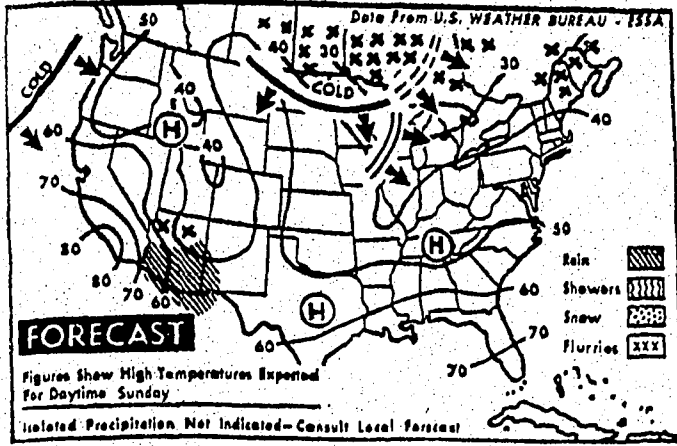 Data From U.S. WEATHER BUREAU - ESSA
50
40
30
COLD
COLD
30
40
60
H
40
40
70
80
80
70
60
50
H
60
H
60
70
70
Rain
Showers
Snow
Flurries
XXX
FORECAST
Figures Show High Temperatures Expected
For Daytime Sunday
Isolated Precipitation Not Indicated—Consult Local Forecast